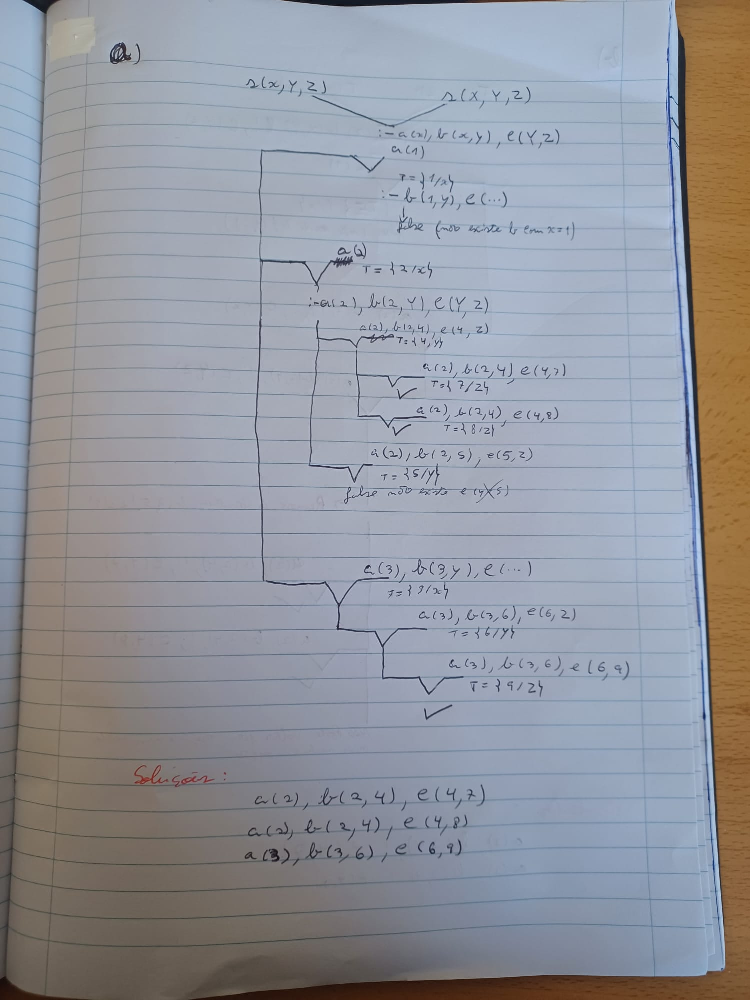 a)
s(x, Y, Z)
s(X, Y, Z)
:- a(x), b(x, y), c(Y, Z)
a(1)
T = {1/x}
:- b(1, y), c(...)
false (não existe b com x=1)
a(2)
T = {2/x}
:- a(2), b(2, Y), c(Y, Z)
a(2), b(2,4), c(4, Z)
T = {4, y}
a(2), b(2,4), c(4,7)
T = {7/Z}
a(2), b(2,4), c(4,8)
T = {8/Z}
a(2), b(2,5), c(5,Z)
T = {5/Y}
false não existe c
a(3), b(3,y), c(...)
T = {3/x}
a(3), b(3,6), c(6,Z)
T = {6/Y}
a(3), b(3,6), c(6,9)
T = {9/Z}
Soluções:
a(2), b(2,4), c(4,7)
a(2), b(2,4), c(4,8)
a(3), b(3,6), c(6,9)